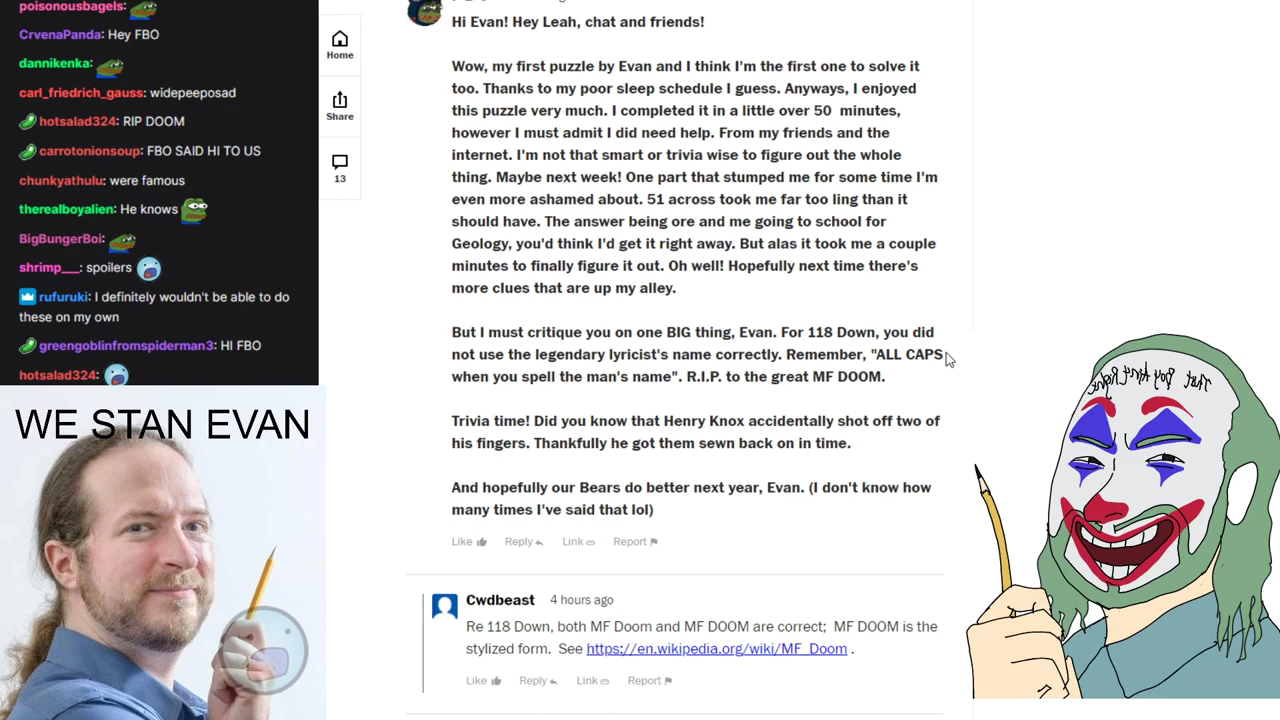 poisonousbagels:
CrvenaPanda: Hey FBO
dannikenka:
carl_friedrich_gauss: widepeeposad
hotsalad324: RIP DOOM
carrotonionsoup: FBO SAID HI TO US
chunkyathulu: were famous
therealboyalien: He knows
BigBungerBoi:
shrimp___: spoilers
rufuruki: I definitely wouldn't be able to do
these on my own
greengoblinfromspiderman3: HI FBO
hotsalad324:
WE STAN EVAN
Home
Share
13
Hi Evan! Hey Leah, chat and friends!
Wow, my first puzzle by Evan and I think I'm the first one to solve it
too. Thanks to my poor sleep schedule I guess. Anyways, I enjoyed
this puzzle very much. I completed it in a little over 50 minutes,
however I must admit I did need help. From my friends and the
internet. I'm not that smart or trivia wise to figure out the whole
thing. Maybe next week! One part that stumped me for some time I'm
even more ashamed about. 51 across took me far too ling than it
should have. The answer being ore and me going to school for
Geology, you'd think I'd get it right away. But alas it took me a couple
minutes to finally figure it out. Oh well! Hopefully next time there's
more clues that are up my alley.
But I must critique you on one BIG thing, Evan. For 118 Down, you did
not use the legendary lyricist's name correctly. Remember, "ALL CAPS
when you spell the man's name". R.I.P. to the great MF DOOM.
Trivia time! Did you know that Henry Knox accidentally shot off two of
his fingers. Thankfully he got them sewn back on in time.
And hopefully our Bears do better next year, Evan. (I don't know how
many times I've said that lol)
Like Reply Link Report
Cwdbeast 4 hours ago
Re 118 Down, both MF Doom and MF DOOM are correct; MF DOOM is the
stylized form. See https://en.wikipedia.org/wiki/MF_Doom .
Like Reply Link Report
That Boy Ainy Right